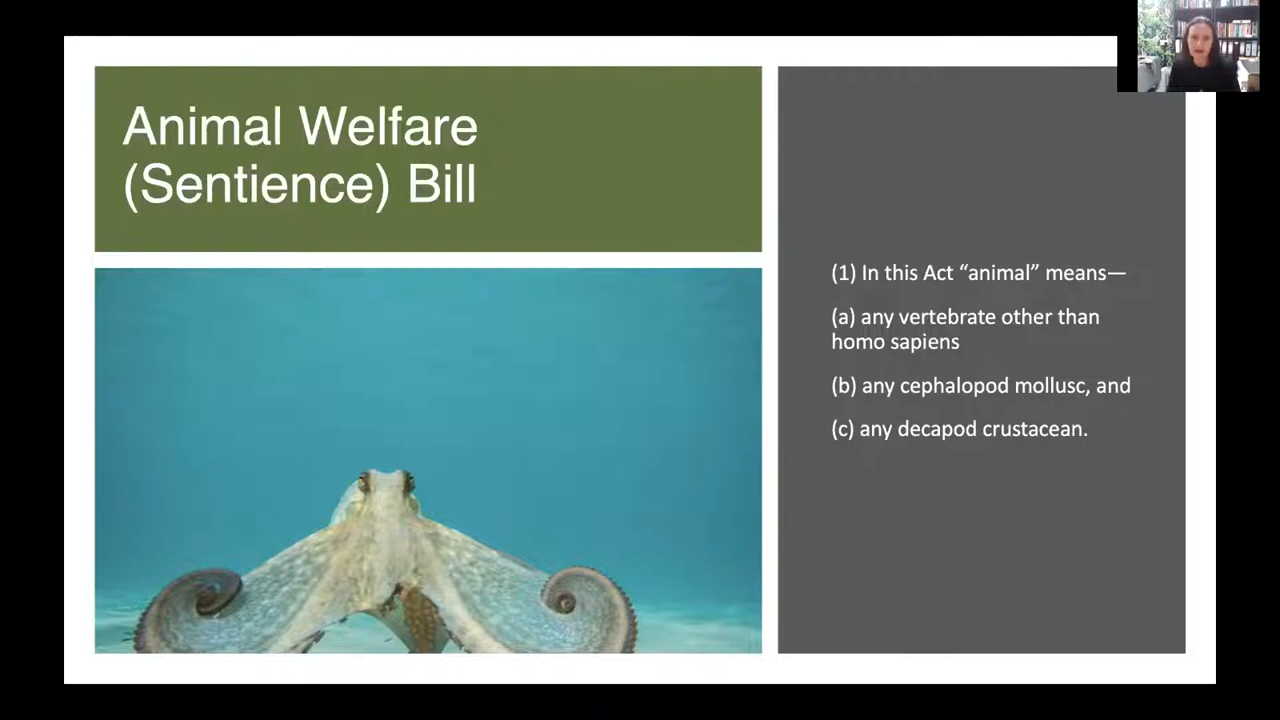 Animal Welfare
(Sentience) Bill
(1) In this Act “animal” means—
(a) any vertebrate other than
homo sapiens
(b) any cephalopod mollusc, and
(c) any decapod crustacean.